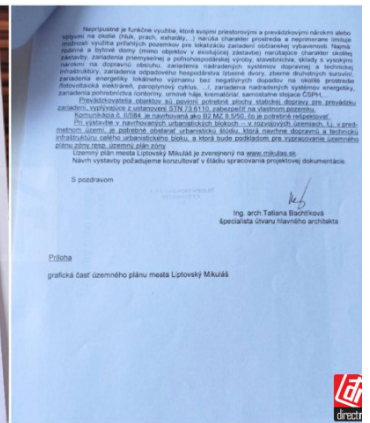 Neprípustné je funkčné využitie, ktoré svojimi priestorovými a prevádzkovými nárokmi alebo
vplyvmi na okolie (hluk, prach, exhaláty,...) narúša charakter prostredia a neprimerane limituje
možnosti využitia priľahlých pozemkov pre lokalizáciu zariadení občianskej vybavenosti. Najmä
rodinné a bytové domy (mimo objektov v existujúcej zástavbe) narúšajúce charakter okolitej
zástavby, zariadenia priemyselnej a poľnohospodárskej výroby, stavebníctva, sklady s vysokými
nárokmi na dopravnú obsluhu, zariadenia nadradených systémov dopravnej a technickej
infraštruktúry, zariadenia odpadového hospodárstva (zberné dvory, zberne druhotných surovín,
zariadenia energetiky lokálneho významu bez negatívnych dopadov na okolité prostredie
/fotovoltaická elektráreň, paroplynový cyklus, .../, zariadenia nadradených systémov energetiky,
zariadenia pohrebníctva /cintoríny, urnové háje, krematória/, samostatne stojace ČSPH,..
Prevádzkovatelia objektov sú povinní potrebné plochy statickej dopravy pre prevádzku
zariadení, vyplývajúce z ustanovení STN 73 6110, zabezpečiť na vlastnom pozemku.
Komunikácia č. II/584 je navrhovaná ako B2 MZ 8,5/50, čo je potrebné rešpektovať.
Pri výstavbe v navrhovaných urbanistických blokoch – v rozvojových územiach, t.j. v pred-
metnom území, je potrebné obstarať urbanistickú štúdiu, ktorá navrhne dopravnú a technickú
infraštruktúru celého urbanistického bloku, a ktorá bude podkladom pre vypracovanie územného
plánu zóny resp. územný plán zóny.
Územný plán mesta Liptovský Mikuláš je zverejnený na www.mikulas.sk.
Návrh výstavby požadujeme konzultovať v štádiu spracovania projektovej dokumentácie.
S pozdravom
Ing. arch.Tatiana Bachtíková
špecialista útvaru hlavného architekta
Príloha
grafická časť územného plánu mesta Liptovský Mikuláš